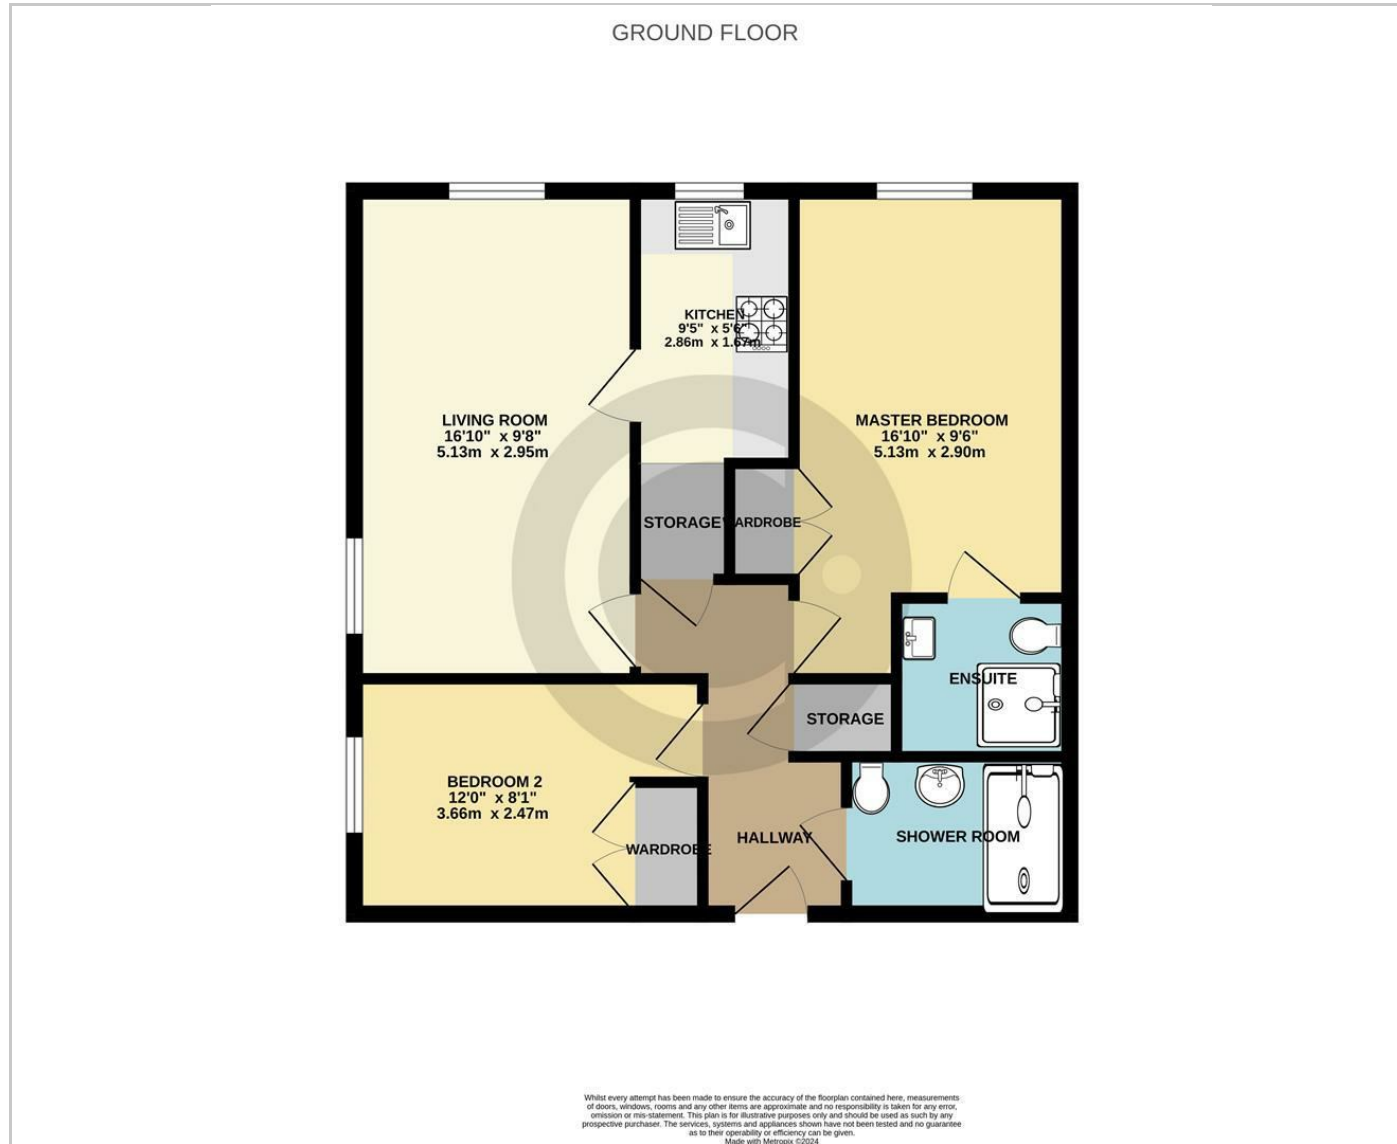 GROUND FLOOR
KITCHEN
9'5" x 5'6"
2.86m x 1.67m
LIVING ROOM
16'10" x 9'8"
5.13m x 2.95m
MASTER BEDROOM
16'10" x 9'6"
5.13m x 2.90m
STORAGE
ARDROBE
ENSUITE
STORAGE
BEDROOM 2
12'0" x 8'1"
3.66m x 2.47m
WARDROBE
HALLWAY
SHOWER ROOM
Whilst every attempt has been made to ensure the accuracy of the floorplan contained here, measurements
of doors, windows, rooms and any other items are approximate and no responsibility is taken for any error,
omission or mis-statement. This plan is for illustrative purposes only and should be used as such by any
prospective purchaser. The services, systems and appliances shown have not been tested and no guarantee
as to their operability or efficiency can be given.
Made with Metropix ©2024